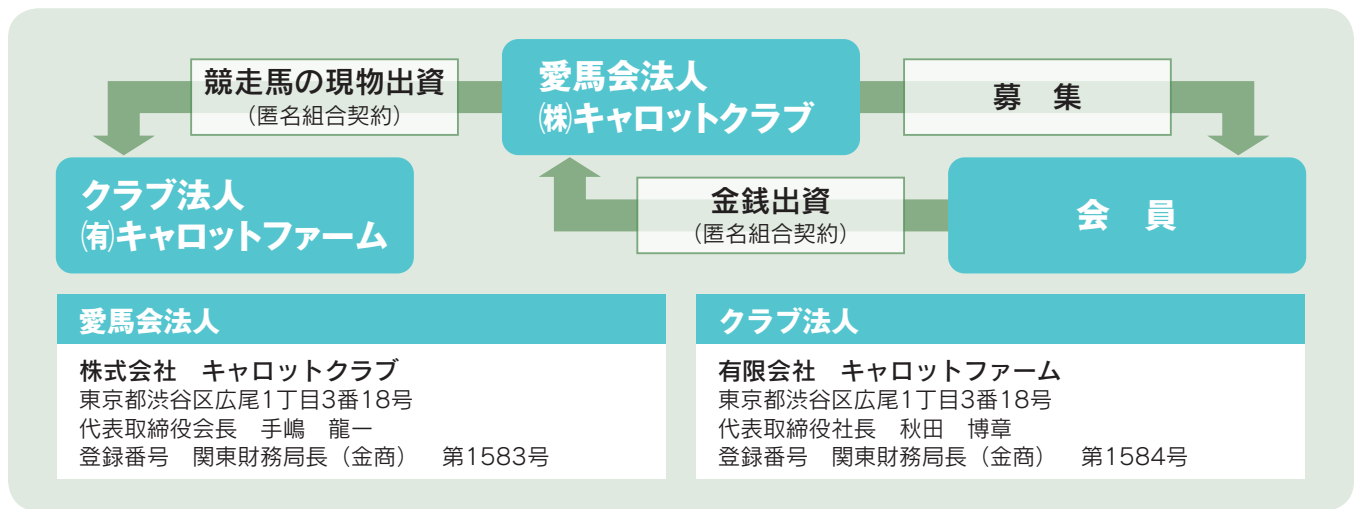 競走馬の現物出資
（匿名組合契約）
愛馬会法人
㈱キャロットクラブ
募　集
クラブ法人
㈲キャロットファーム
金銭出資
（匿名組合契約）
会　員
愛馬会法人
株式会社　キャロットクラブ
東京都渋谷区広尾1丁目3番18号
代表取締役会長　手嶋　龍一
登録番号　関東財務局長（金商）　第1583号
クラブ法人
有限会社　キャロットファーム
東京都渋谷区広尾1丁目3番18号
代表取締役社長　秋田　博章
登録番号　関東財務局長（金商）　第1584号